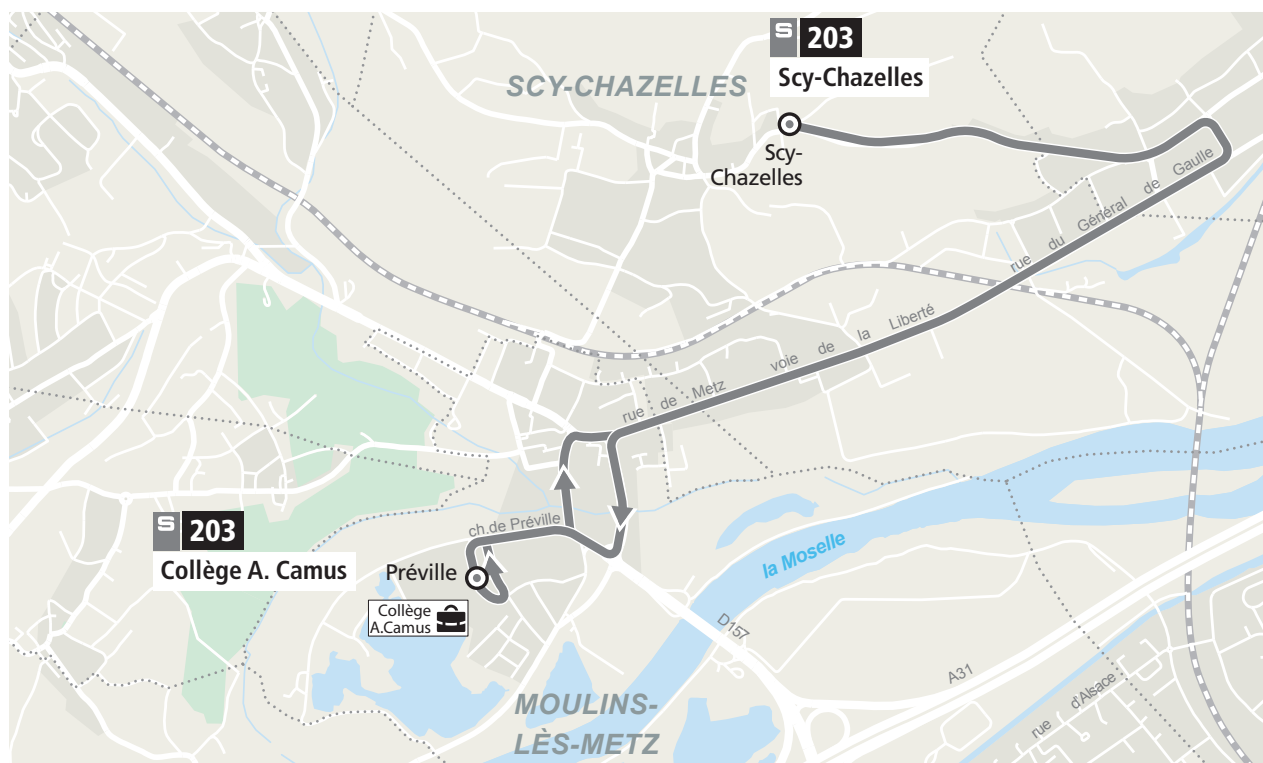 S 203
Scy-Chazelles
SCY-CHAZELLES
Scy-
Chazelles
rue du Général de Gaulle
voie de la Liberté
rue de Metz
S 203
Collège A. Camus
ch.de Préville
Préville
Collège
A.Camus
la Moselle
D157
A31
rue d'Alsace
MOULINS-
LÈS-METZ